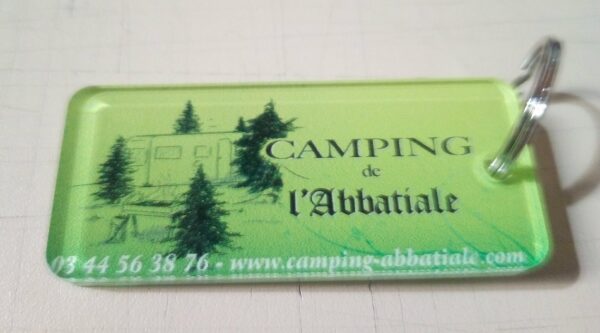 CAMPING
de
l'Abbatiale
03 44 56 38 76 - www.camping-abbatiale.com